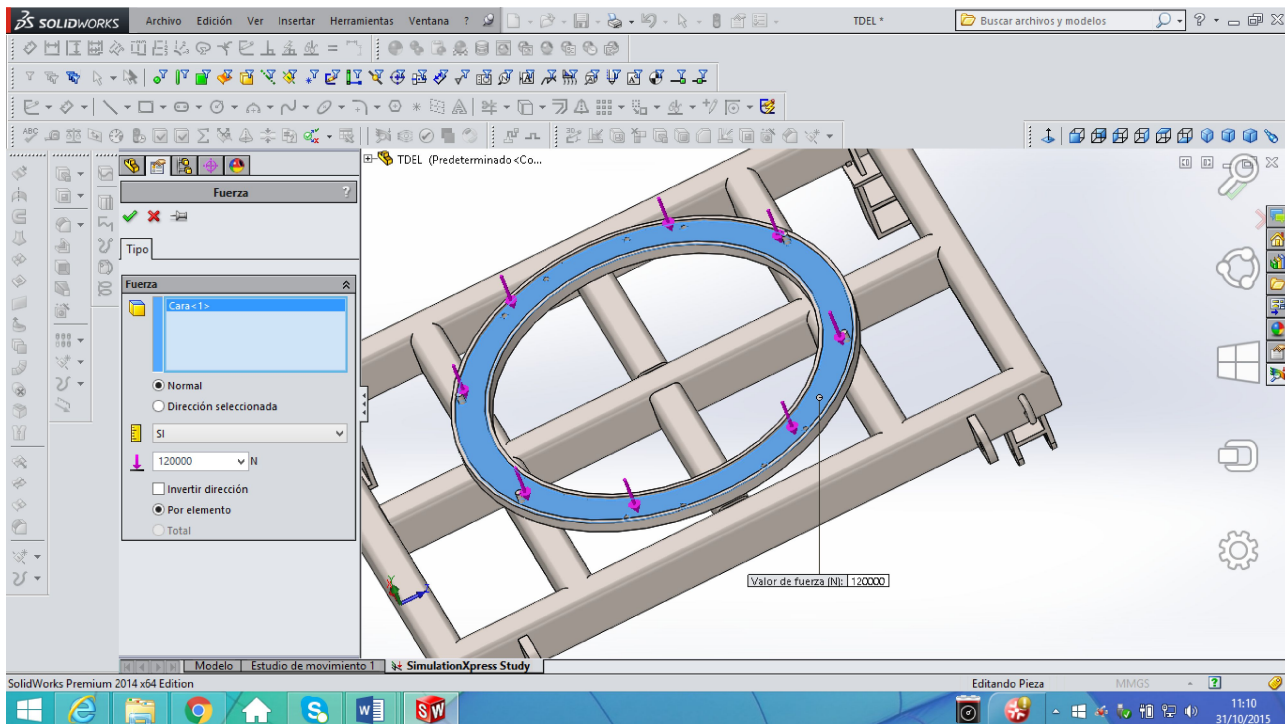 SOLIDWORKS Archivo Edición Ver Insertar Herramientas Ventana ? TDEL * Buscar archivos y modelos ?
ABC
TDEL (Predeterminado <Co...
Fuerza ?
Tipo
Fuerza
Cara<1>
Normal
Dirección seleccionada
SI
120000 N
Invertir dirección
Por elemento
Total
Valor de fuerza (N): 120000
Modelo Estudio de movimiento 1 SimulationXpress Study
SolidWorks Premium 2014 x64 Edition Editando Pieza MMGS ?
11:10
31/10/2015